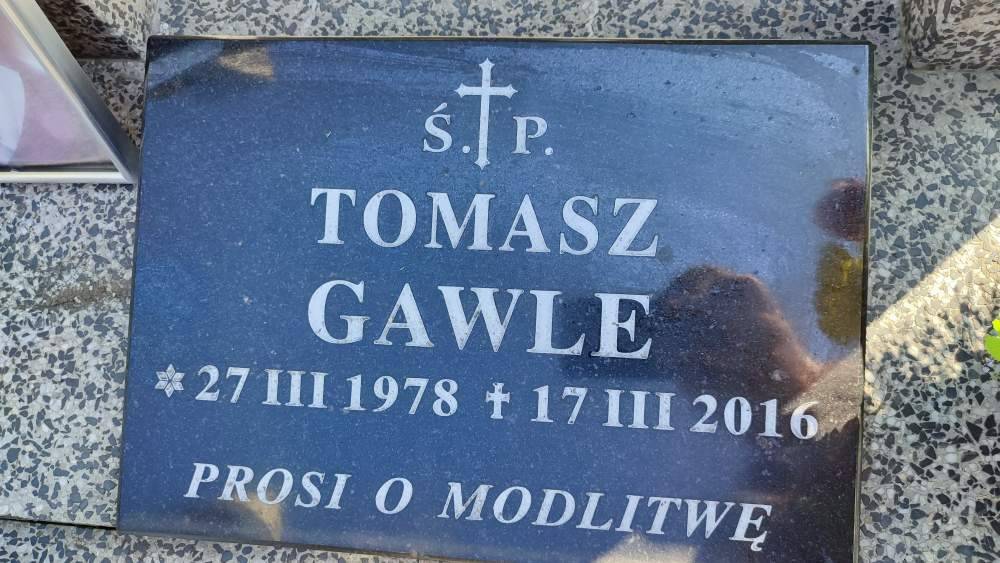 Ś. P.
TOMASZ
GAWLE
27 III 1978 17 III 2016
PROSI O MODLITWĘ